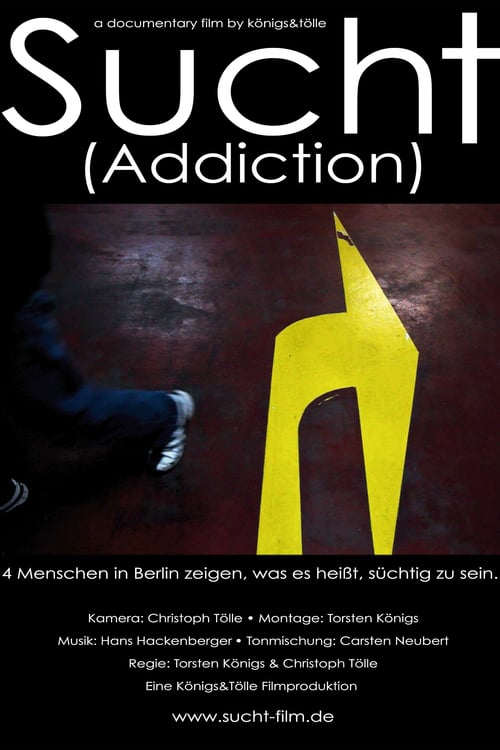 a documentary film by königs&tölle
Sucht
(Addiction)
4 Menschen in Berlin zeigen, was es heißt, süchtig zu sein.
Kamera: Christoph Tölle • Montage: Torsten Königs
Musik: Hans Hackenberger • Tonmischung: Carsten Neubert
Regie: Torsten Königs & Christoph Tölle
Eine Königs&Tölle Filmproduktion
www.sucht-film.de